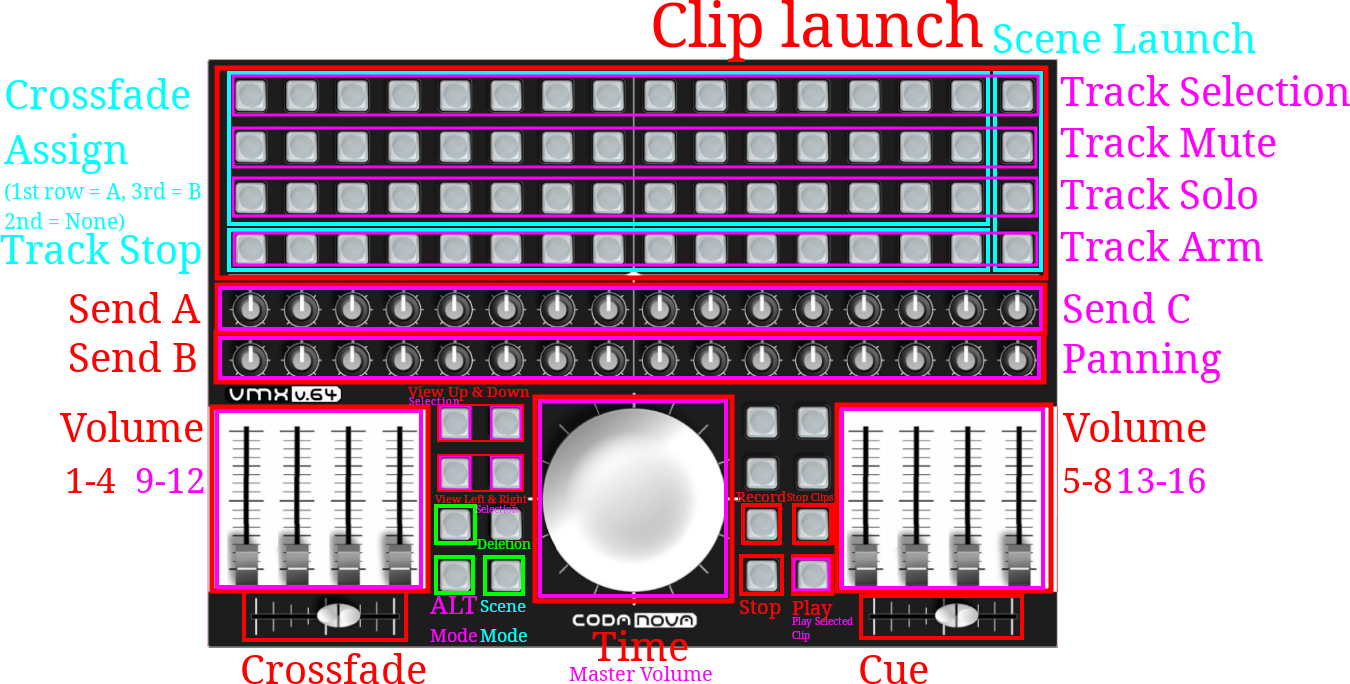 Clip launch
Scene Launch
Crossfade
Track Selection
Assign
Track Mute
(1st row = A, 3rd = B
2nd = None)
Track Solo
Track Stop
Track Arm
Send A
Send C
Send B
Panning
VMX V.64
View Up & Down
Selection
Volume
Volume
1-4 9-12
5-8 13-16
View Left & Right
Selection
Record
Stop Clips
Deletion
ALT
Mode
Scene
Mode
Stop
Play
Play Selected
Clip
CODANOVA
Time
Master Volume
Crossfade
Cue